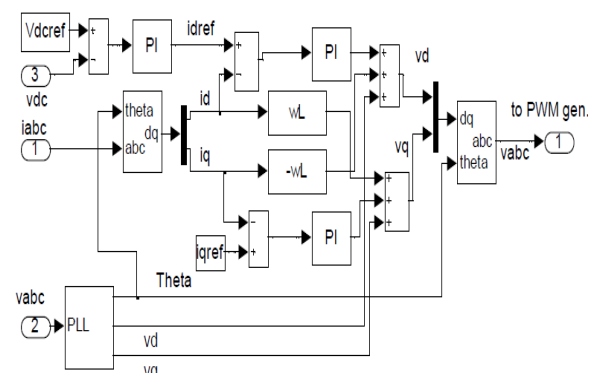 Vdcref
+
−
PI
idref
+
−
PI
+
+
+
vd
3
vdc
iabc
1
theta
abc
dq
id
wL
iq
-wL
vq
dq
abc
theta
to PWM gen.
vabc
1
+
+
+
−
+
PI
iqref
Theta
vabc
2
PLL
vd
vq